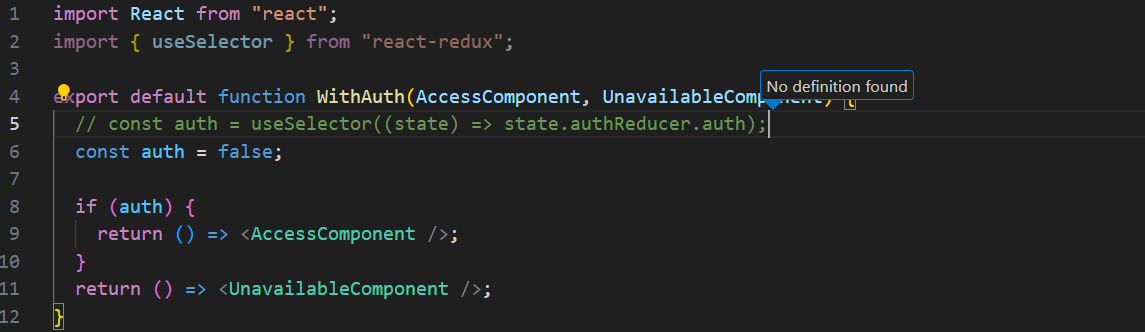 1 import React from "react";
2 import { useSelector } from "react-redux";
3
No definition found
4 export default function WithAuth(AccessComponent, UnavailableComponent) {
5 // const auth = useSelector((state) => state.authReducer.auth);
6 const auth = false;
7
8 if (auth) {
9 return () => <AccessComponent />;
10 }
11 return () => <UnavailableComponent />;
12 }